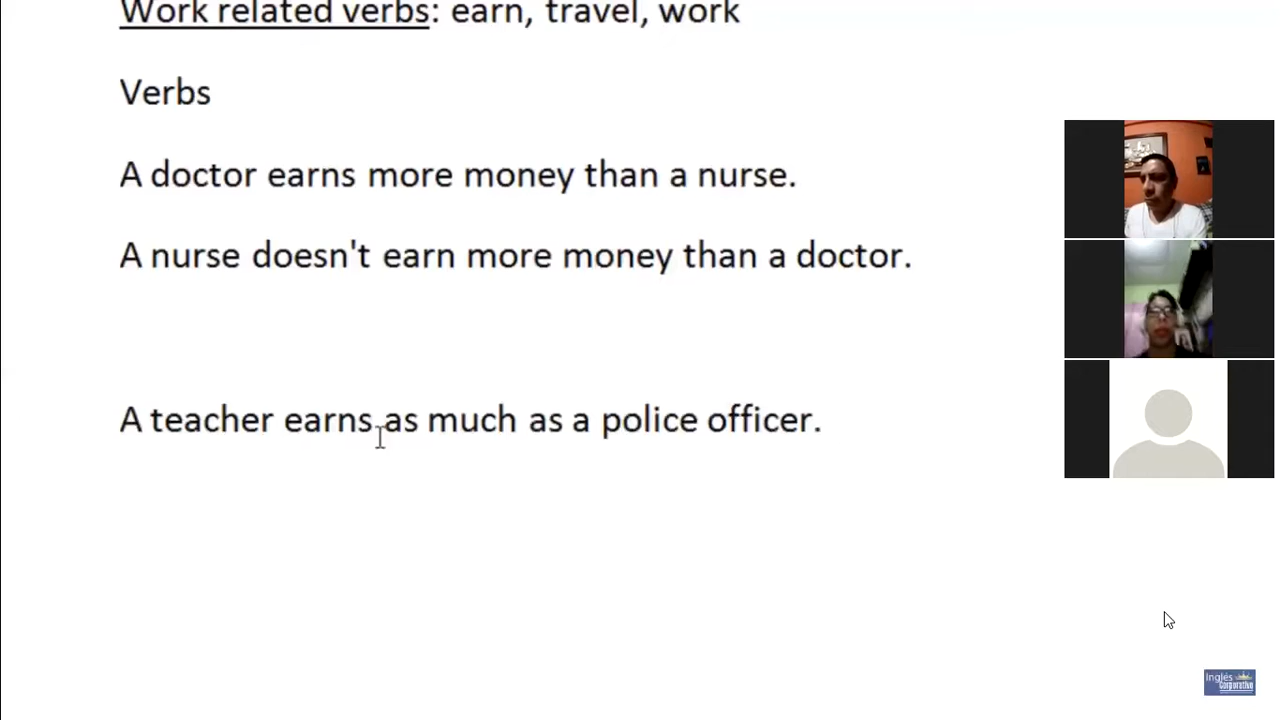 Work related verbs: earn, travel, work
Verbs
A doctor earns more money than a nurse.
A nurse doesn't earn more money than a doctor.
A teacher earns as much as a police officer.
Inglés
Corporativo